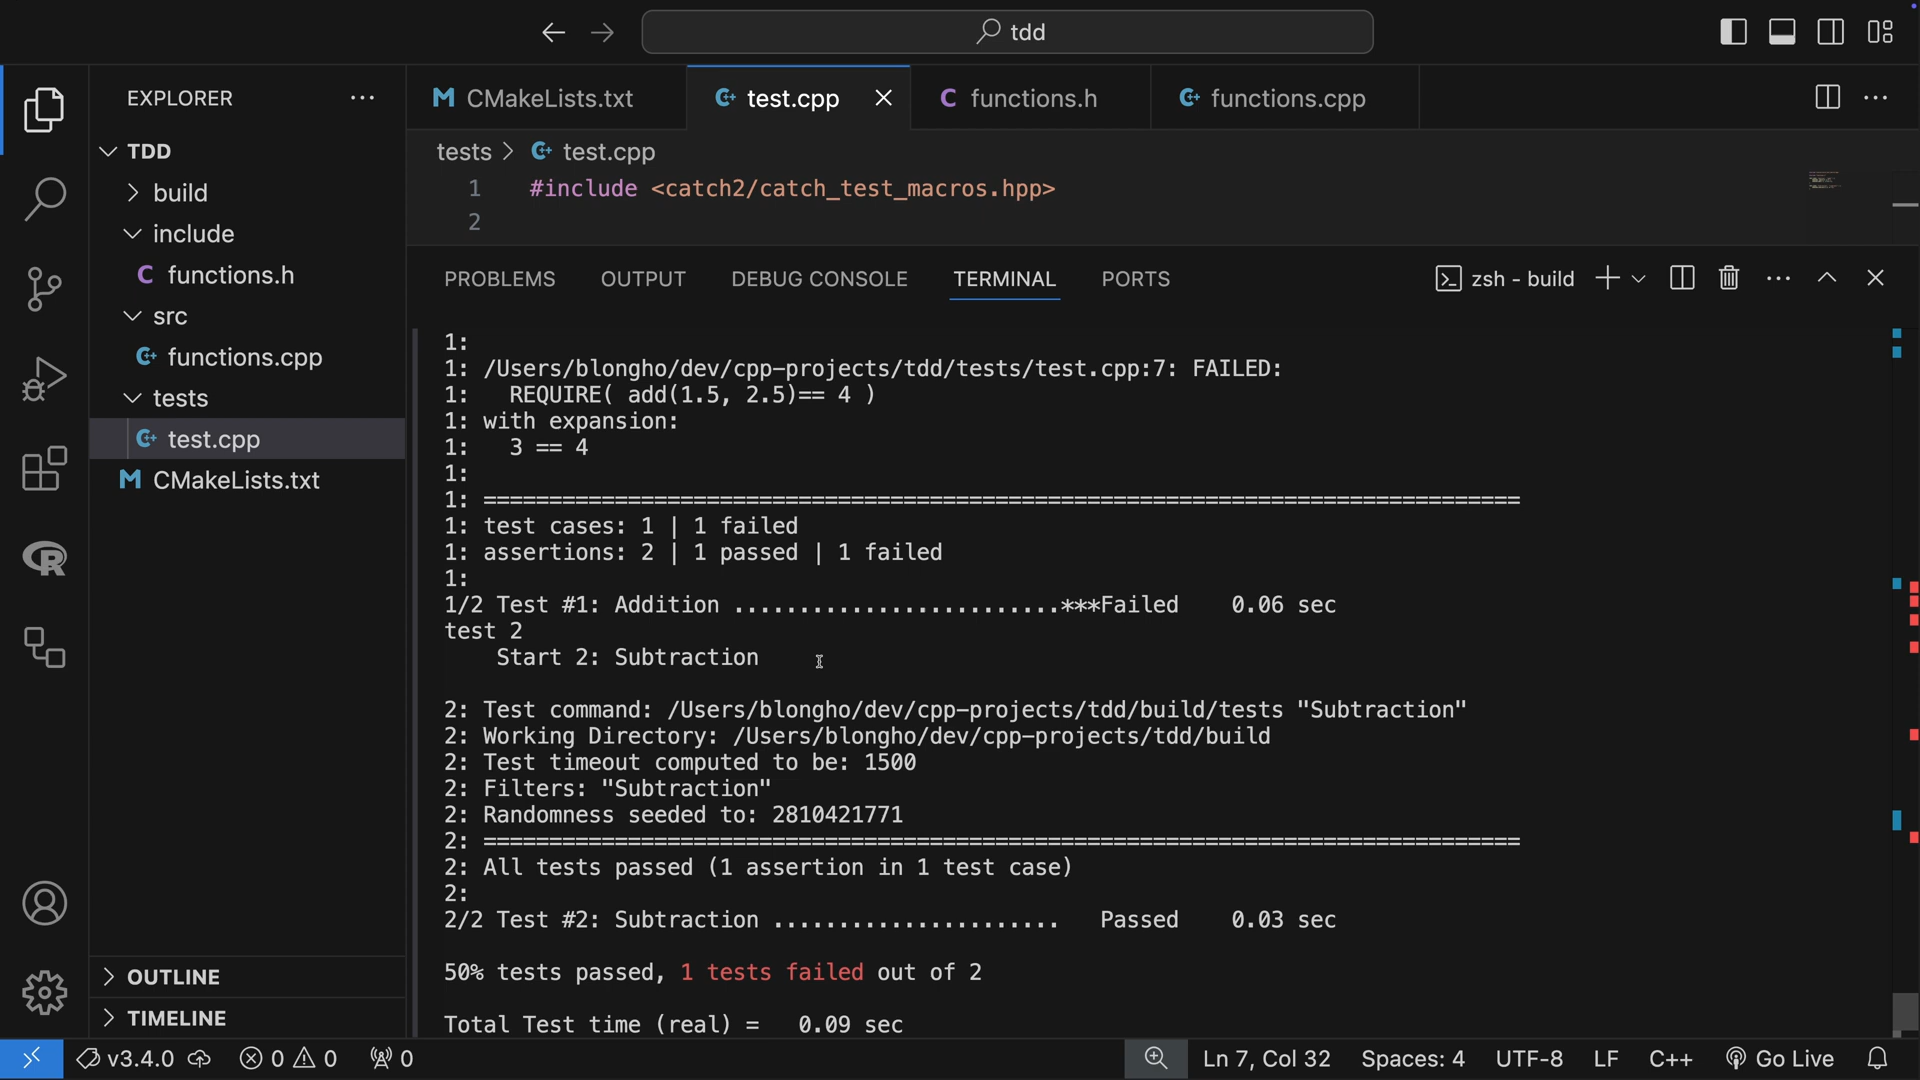 tdd
EXPLORER
TDD
build
include
functions.h
src
functions.cpp
tests
test.cpp
CMakeLists.txt
OUTLINE
TIMELINE
CMakeLists.txt
test.cpp
functions.h
functions.cpp
tests > test.cpp
1 #include <catch2/catch_test_macros.hpp>
2
PROBLEMS OUTPUT DEBUG CONSOLE TERMINAL PORTS
zsh - build
1:
1: /Users/blongho/dev/cpp-projects/tdd/tests/test.cpp:7: FAILED:
1:   REQUIRE( add(1.5, 2.5)== 4 )
1: with expansion:
1:   3 == 4
1:
1: ===============================================================================
1: test cases: 1 | 1 failed
1: assertions: 2 | 1 passed | 1 failed
1:
1/2 Test #1: Addition .........................***Failed    0.06 sec
test 2
    Start 2: Subtraction
2: Test command: /Users/blongho/dev/cpp-projects/tdd/build/tests "Subtraction"
2: Working Directory: /Users/blongho/dev/cpp-projects/tdd/build
2: Test timeout computed to be: 1500
2: Filters: "Subtraction"
2: Randomness seeded to: 2810421771
2: ===============================================================================
2: All tests passed (1 assertion in 1 test case)
2:
2/2 Test #2: Subtraction ......................   Passed    0.03 sec
50% tests passed, 1 tests failed out of 2
Total Test time (real) =   0.09 sec
v3.4.0 0 0 0 Ln 7, Col 32 Spaces: 4 UTF-8 LF C++ Go Live